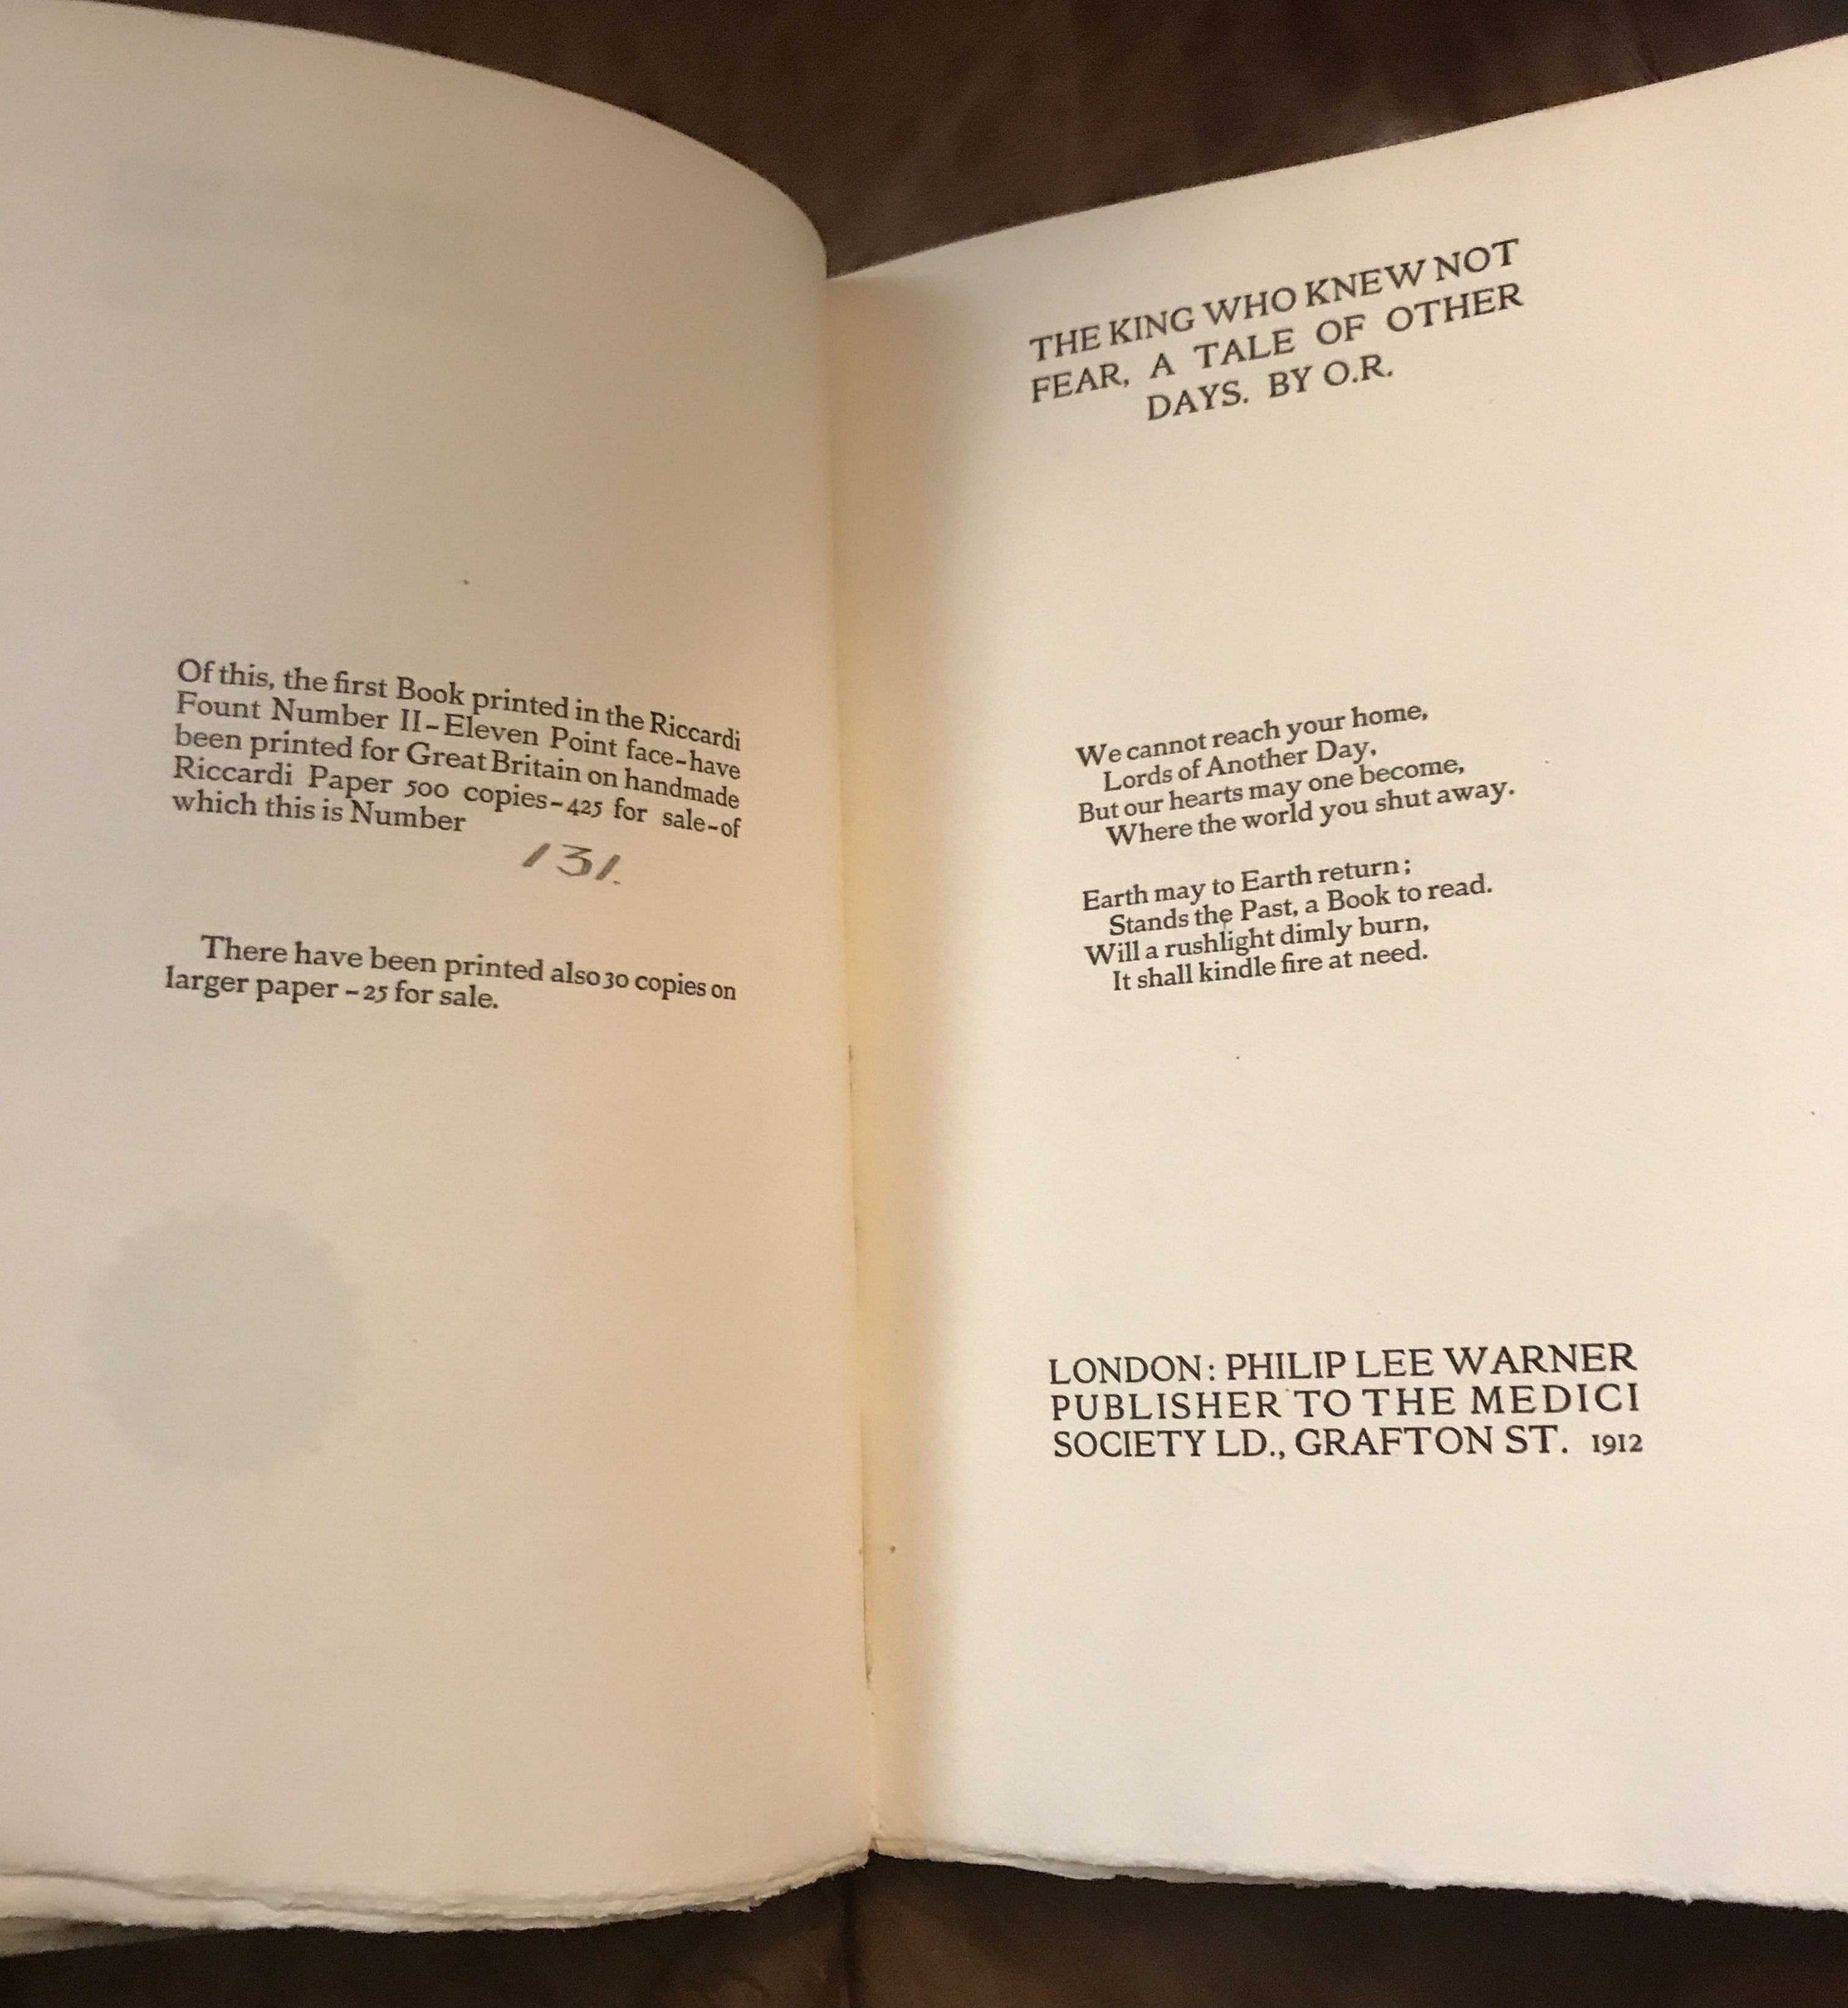 Of this, the first Book printed in the Riccardi
Fount Number II-Eleven Point face-have
been printed for Great Britain on handmade
Riccardi Paper 500 copies-425 for sale-of
which this is Number
131.
There have been printed also 30 copies on
larger paper -25 for sale.
THE KING WHO KNEW NOT
FEAR, A TALE OF OTHER
DAYS. BY O.R.
We cannot reach your home,
Lords of Another Day,
But our hearts may one become,
Where the world you shut away.
Earth may to Earth return;
Stands the Past, a Book to read.
Will a rushlight dimly burn,
It shall kindle fire at need.
LONDON: PHILIP LEE WARNER
PUBLISHER TO THE MEDICI
SOCIETY LD., GRAFTON ST. 1912